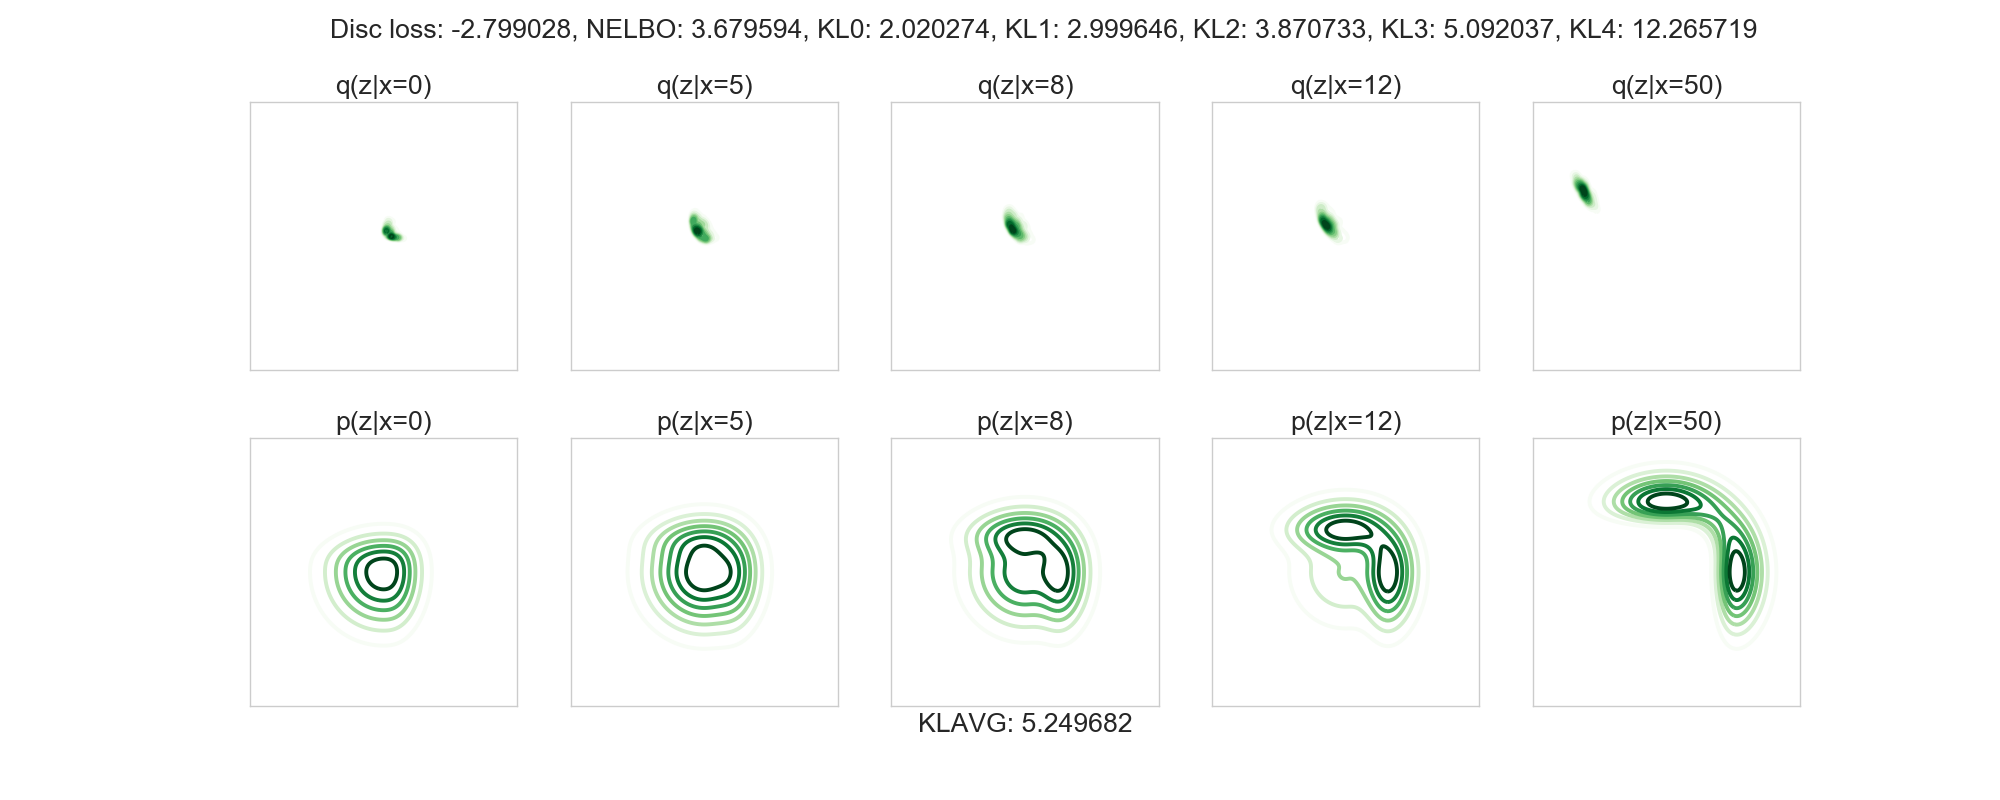 Disc loss: -2.799028, NELBO: 3.679594, KL0: 2.020274, KL1: 2.999646, KL2: 3.870733, KL3: 5.092037, KL4: 12.265719
q(z|x=0) q(z|x=5) q(z|x=8) q(z|x=12) q(z|x=50)
p(z|x=0) p(z|x=5) p(z|x=8) p(z|x=12) p(z|x=50)
KLAVG: 5.249682